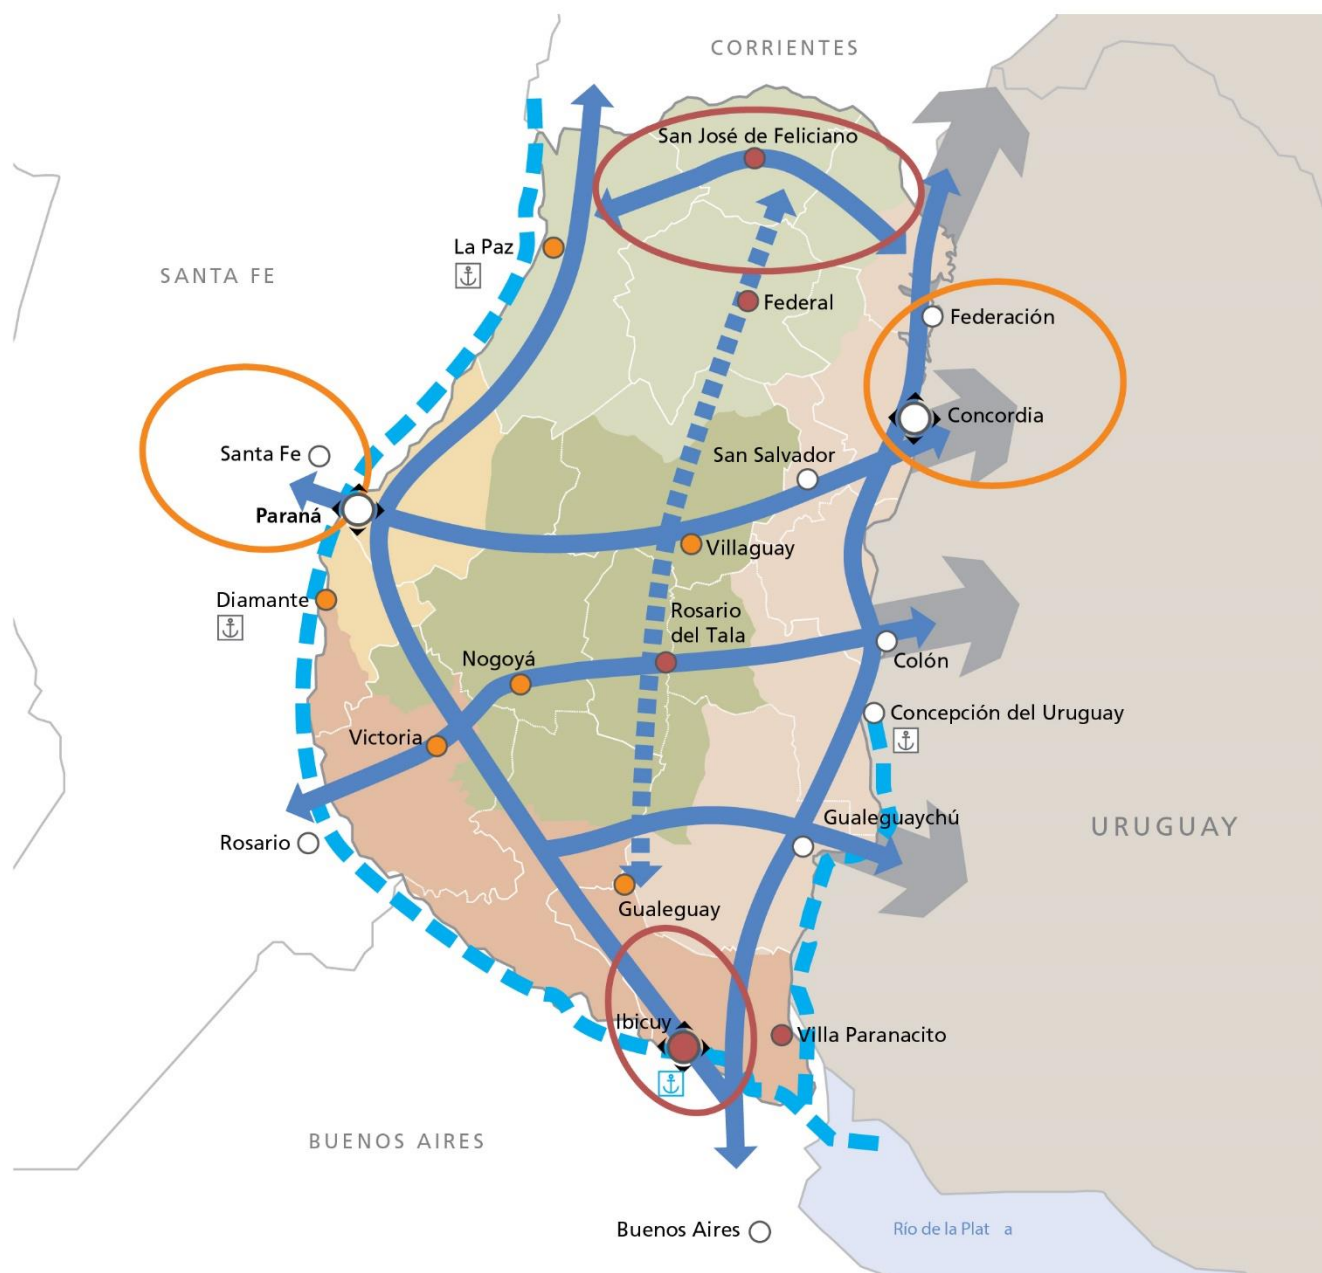 CORRIENTES
San José de Feliciano
La Paz
SANTA FE
Federal
Federación
Concordia
Santa Fe
San Salvador
Paraná
Villaguay
Diamante
Rosario
del Tala
Nogoyá
Colón
Concepción del Uruguay
Victoria
Gualeguaychú
URUGUAY
Rosario
Gualeguay
Ibicuy
Villa Paranacito
BUENOS AIRES
Buenos Aires
Río de la Plat a